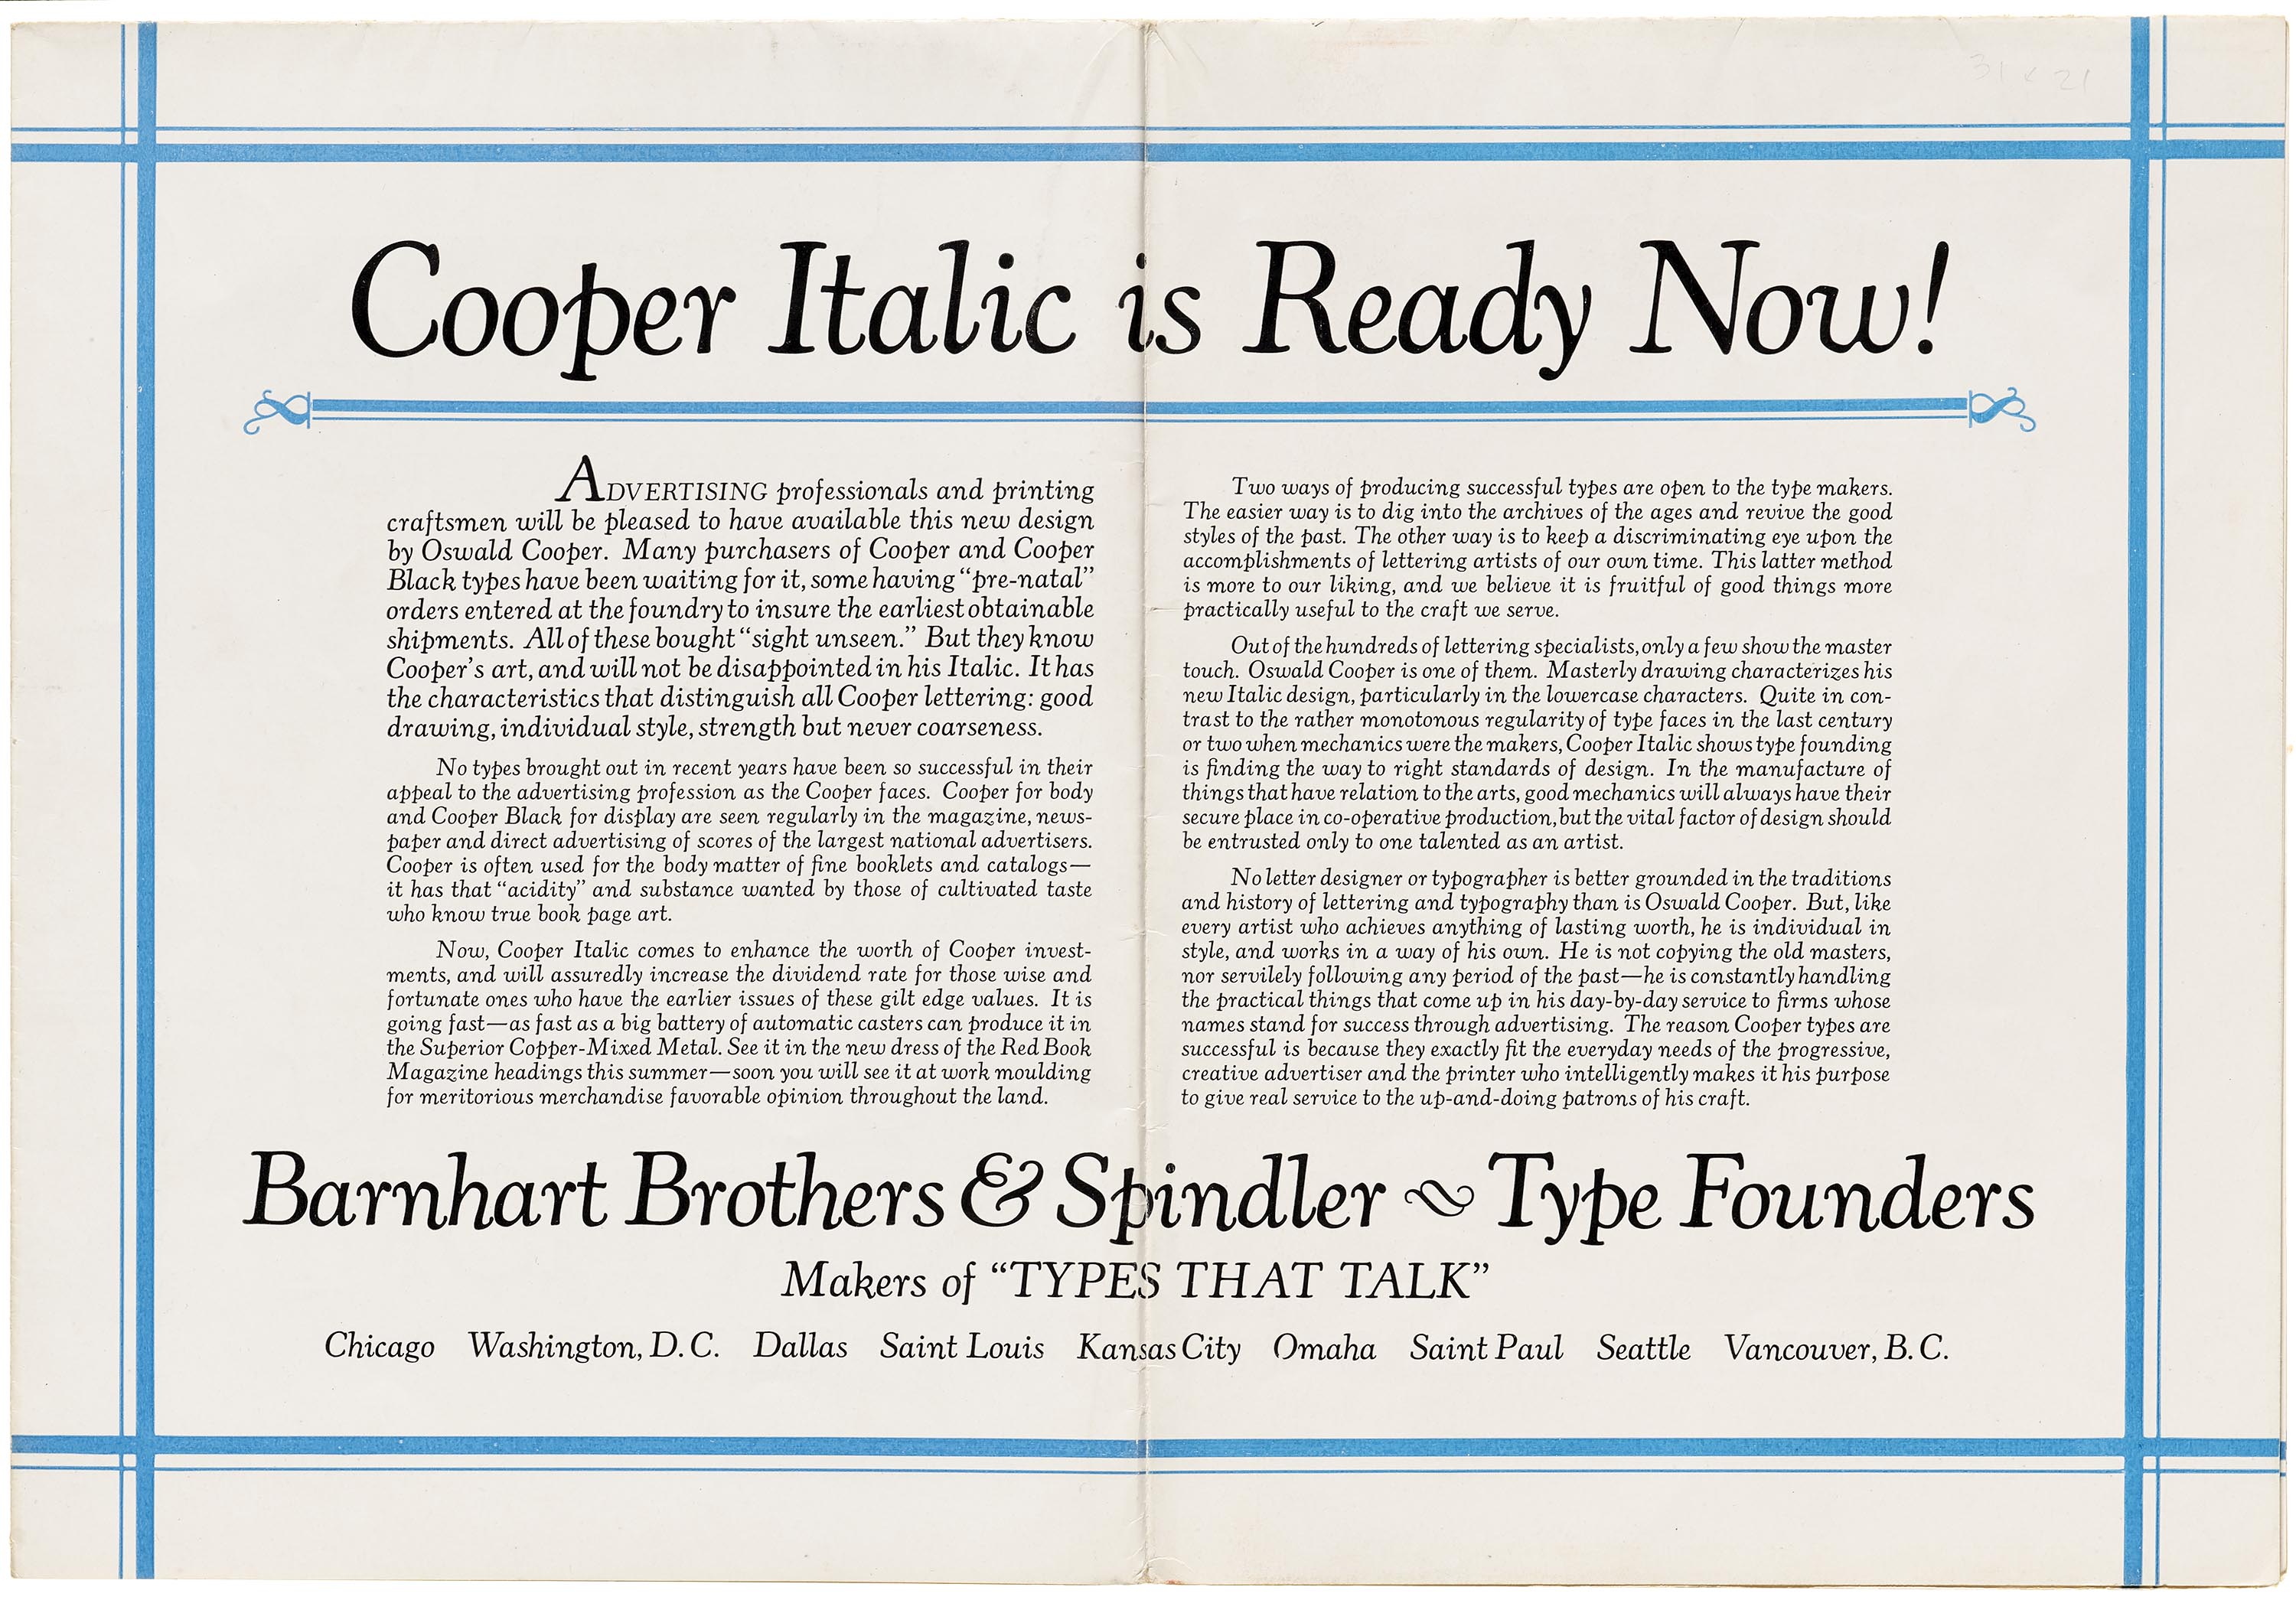 31 x 21
Cooper Italic is Ready Now!
ADVERTISING professionals and printing
craftsmen will be pleased to have available this new design
by Oswald Cooper. Many purchasers of Cooper and Cooper
Black types have been waiting for it, some having “pre-natal”
orders entered at the foundry to insure the earliest obtainable
shipments. All of these bought “sight unseen.” But they know
Cooper’s art, and will not be disappointed in his Italic. It has
the characteristics that distinguish all Cooper lettering: good
drawing, individual style, strength but never coarseness.
No types brought out in recent years have been so successful in their
appeal to the advertising profession as the Cooper faces. Cooper for body
and Cooper Black for display are seen regularly in the magazine, news-
paper and direct advertising of scores of the largest national advertisers.
Cooper is often used for the body matter of fine booklets and catalogs—
it has that “acidity” and substance wanted by those of cultivated taste
who know true book page art.
Now, Cooper Italic comes to enhance the worth of Cooper invest-
ments, and will assuredly increase the dividend rate for those wise and
fortunate ones who have the earlier issues of these gilt edge values. It is
going fast—as fast as a big battery of automatic casters can produce it in
the Superior Copper-Mixed Metal. See it in the new dress of the Red Book
Magazine headings this summer—soon you will see it at work moulding
for meritorious merchandise favorable opinion throughout the land.
Two ways of producing successful types are open to the type makers.
The easier way is to dig into the archives of the ages and revive the good
styles of the past. The other way is to keep a discriminating eye upon the
accomplishments of lettering artists of our own time. This latter method
is more to our liking, and we believe it is fruitful of good things more
practically useful to the craft we serve.
Out of the hundreds of lettering specialists, only a few show the master
touch. Oswald Cooper is one of them. Masterly drawing characterizes his
new Italic design, particularly in the lowercase characters. Quite in con-
trast to the rather monotonous regularity of type faces in the last century
or two when mechanics were the makers, Cooper Italic shows type founding
is finding the way to right standards of design. In the manufacture of
things that have relation to the arts, good mechanics will always have their
secure place in co-operative production, but the vital factor of design should
be entrusted only to one talented as an artist.
No letter designer or typographer is better grounded in the traditions
and history of lettering and typography than is Oswald Cooper. But, like
every artist who achieves anything of lasting worth, he is individual in
style, and works in a way of his own. He is not copying the old masters,
nor servilely following any period of the past—he is constantly handling
the practical things that come up in his day-by-day service to firms whose
names stand for success through advertising. The reason Cooper types are
successful is because they exactly fit the everyday needs of the progressive,
creative advertiser and the printer who intelligently makes it his purpose
to give real service to the up-and-doing patrons of his craft.
Barnhart Brothers & Spindler ~ Type Founders
Makers of “TYPES THAT TALK”
Chicago Washington, D. C. Dallas Saint Louis Kansas City Omaha Saint Paul Seattle Vancouver, B. C.